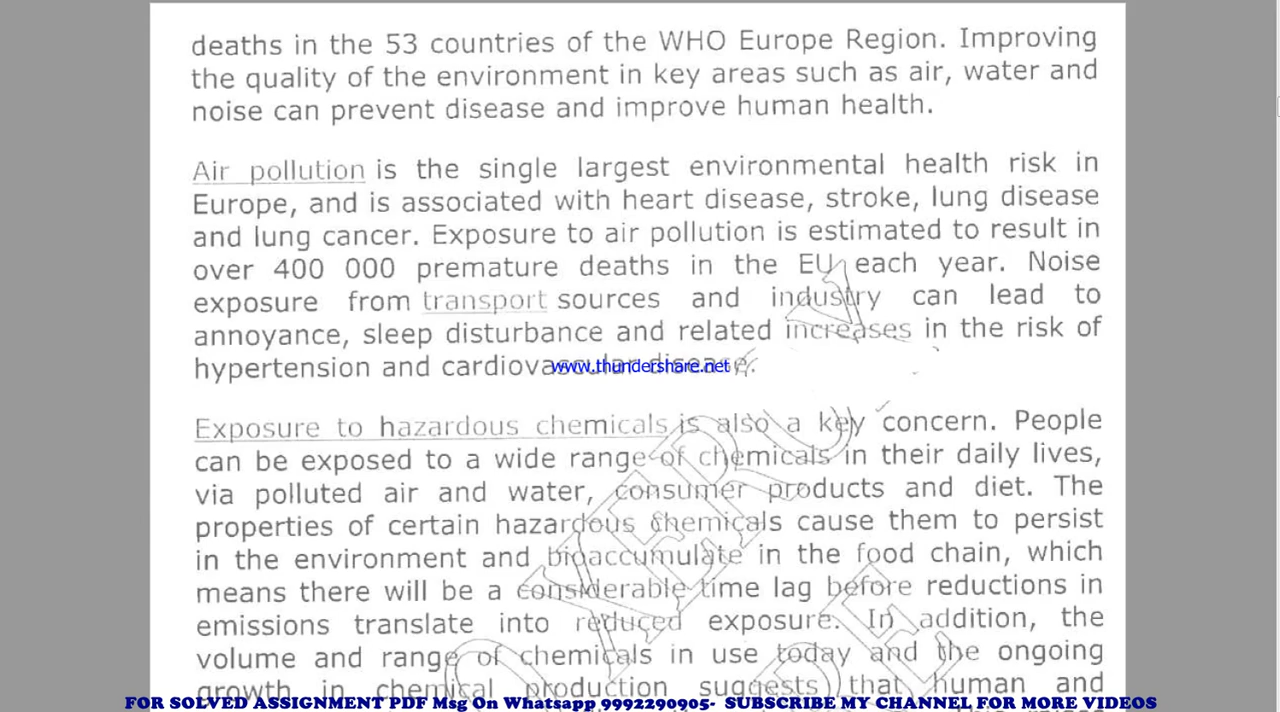 deaths in the 53 countries of the WHO Europe Region. Improving
the quality of the environment in key areas such as air, water and
noise can prevent disease and improve human health.
Air pollution is the single largest environmental health risk in
Europe, and is associated with heart disease, stroke, lung disease
and lung cancer. Exposure to air pollution is estimated to result in
over 400 000 premature deaths in the EU each year. Noise
exposure from transport sources and industry can lead to
annoyance, sleep disturbance and related increases in the risk of
hypertension and cardiovascular disease.
www.thundershare.net
Exposure to hazardous chemicals is also a key concern. People
can be exposed to a wide range of chemicals in their daily lives,
via polluted air and water, consumer products and diet. The
properties of certain hazardous chemicals cause them to persist
in the environment and bioaccumulate in the food chain, which
means there will be a considerable time lag before reductions in
emissions translate into reduced exposure. In addition, the
volume and range of chemicals in use today and the ongoing
growth in chemical production suggests that human and
FOR SOLVED ASSIGNMENT PDF Msg On Whatsapp 9992290905- SUBSCRIBE MY CHANNEL FOR MORE VIDEOS